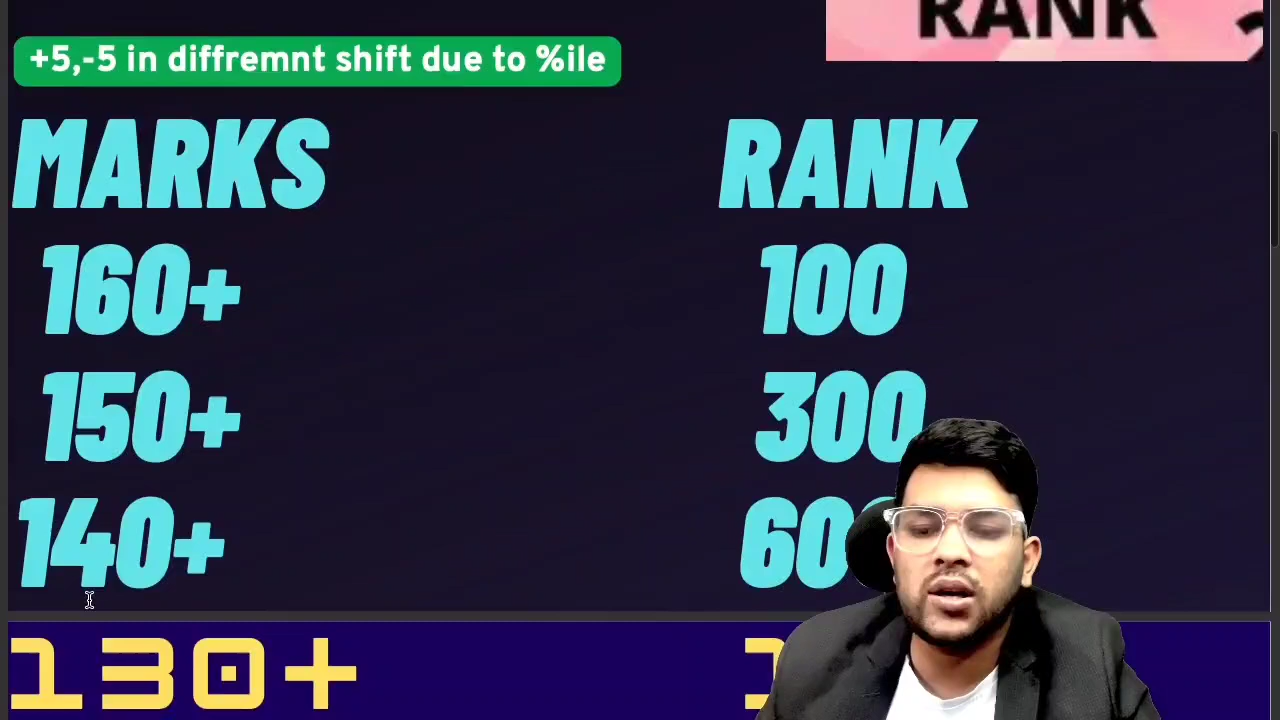 RANK
+5,-5 in diffremnt shift due to %ile
MARKS RANK
160+ 100
150+ 300
140+
130+